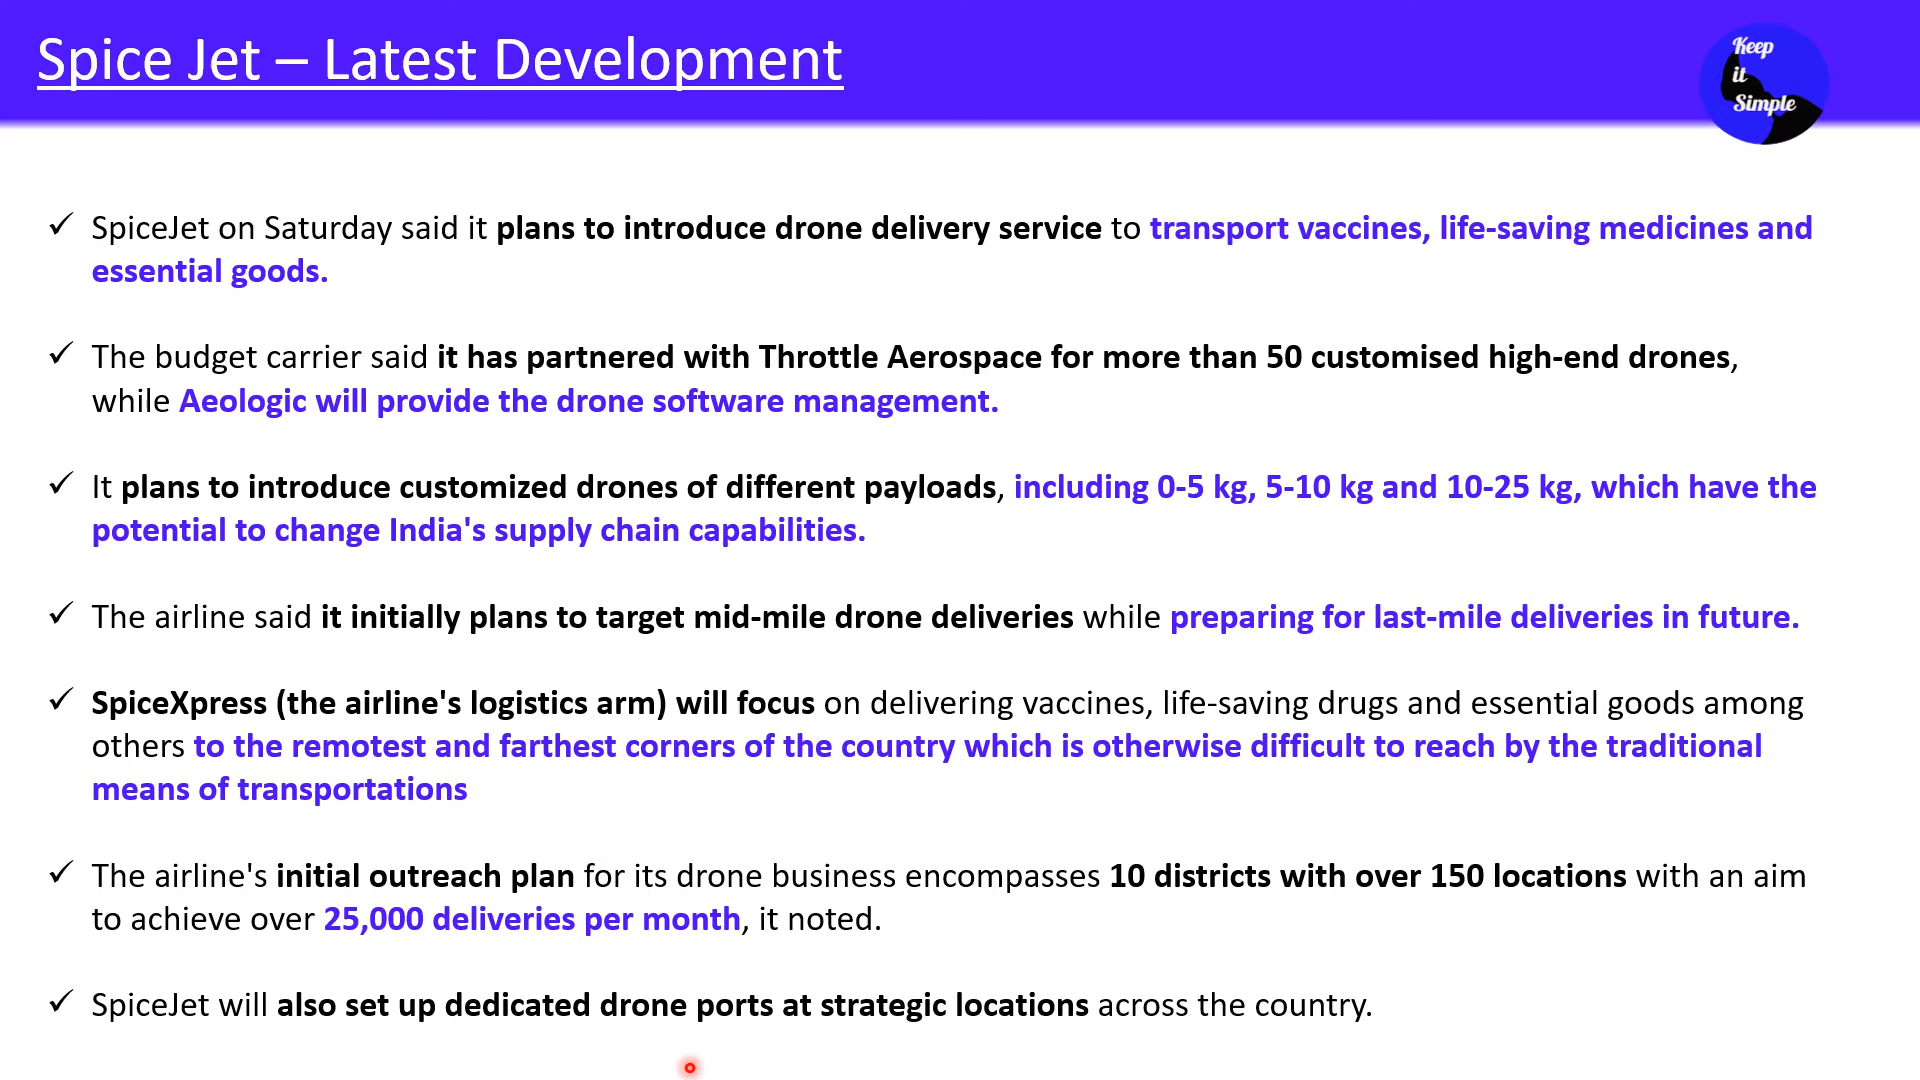 Spice Jet – Latest Development
Keep
it
Simple
SpiceJet on Saturday said it plans to introduce drone delivery service to transport vaccines, life-saving medicines and
essential goods.
The budget carrier said it has partnered with Throttle Aerospace for more than 50 customised high-end drones,
while Aeologic will provide the drone software management.
It plans to introduce customized drones of different payloads, including 0-5 kg, 5-10 kg and 10-25 kg, which have the
potential to change India's supply chain capabilities.
The airline said it initially plans to target mid-mile drone deliveries while preparing for last-mile deliveries in future.
SpiceXpress (the airline's logistics arm) will focus on delivering vaccines, life-saving drugs and essential goods among
others to the remotest and farthest corners of the country which is otherwise difficult to reach by the traditional
means of transportations
The airline's initial outreach plan for its drone business encompasses 10 districts with over 150 locations with an aim
to achieve over 25,000 deliveries per month, it noted.
SpiceJet will also set up dedicated drone ports at strategic locations across the country.